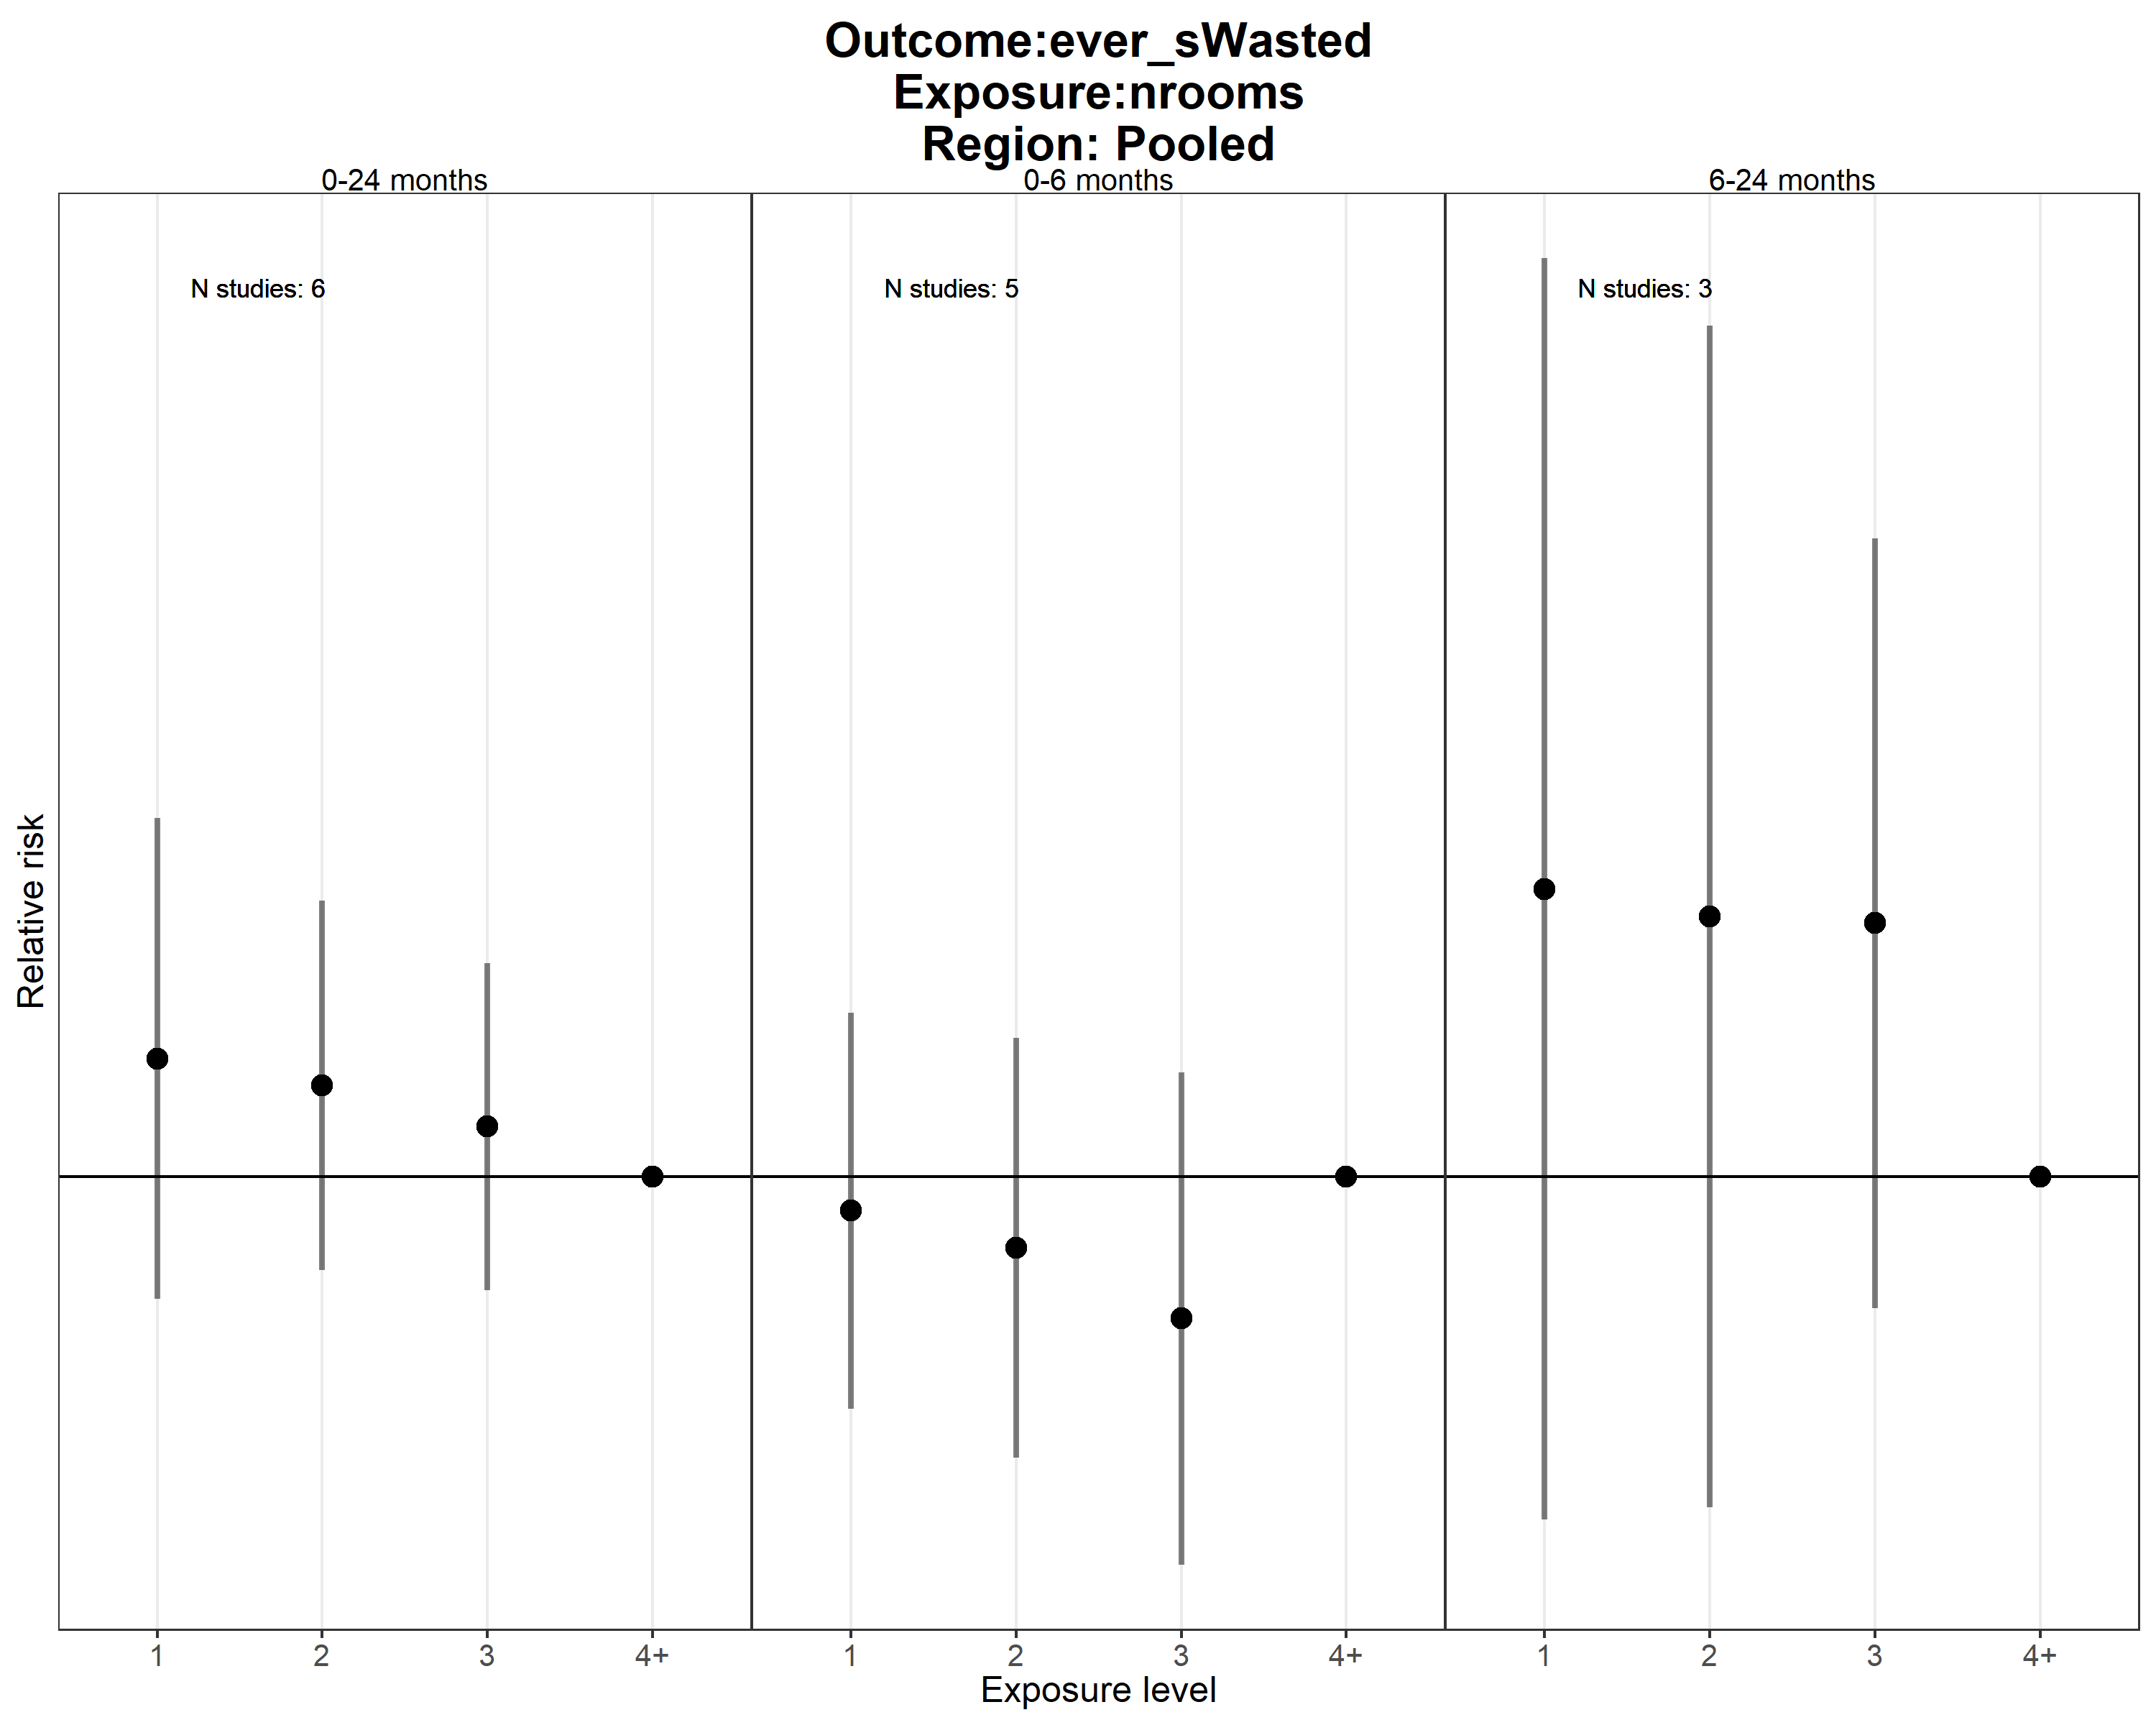 Outcome:ever_sWasted
Exposure:nrooms
Region: Pooled
0-24 months
0-6 months
6-24 months
N studies: 6
N studies: 5
N studies: 3
Relative risk
1 2 3 4+
1 2 3 4+
1 2 3 4+
Exposure level